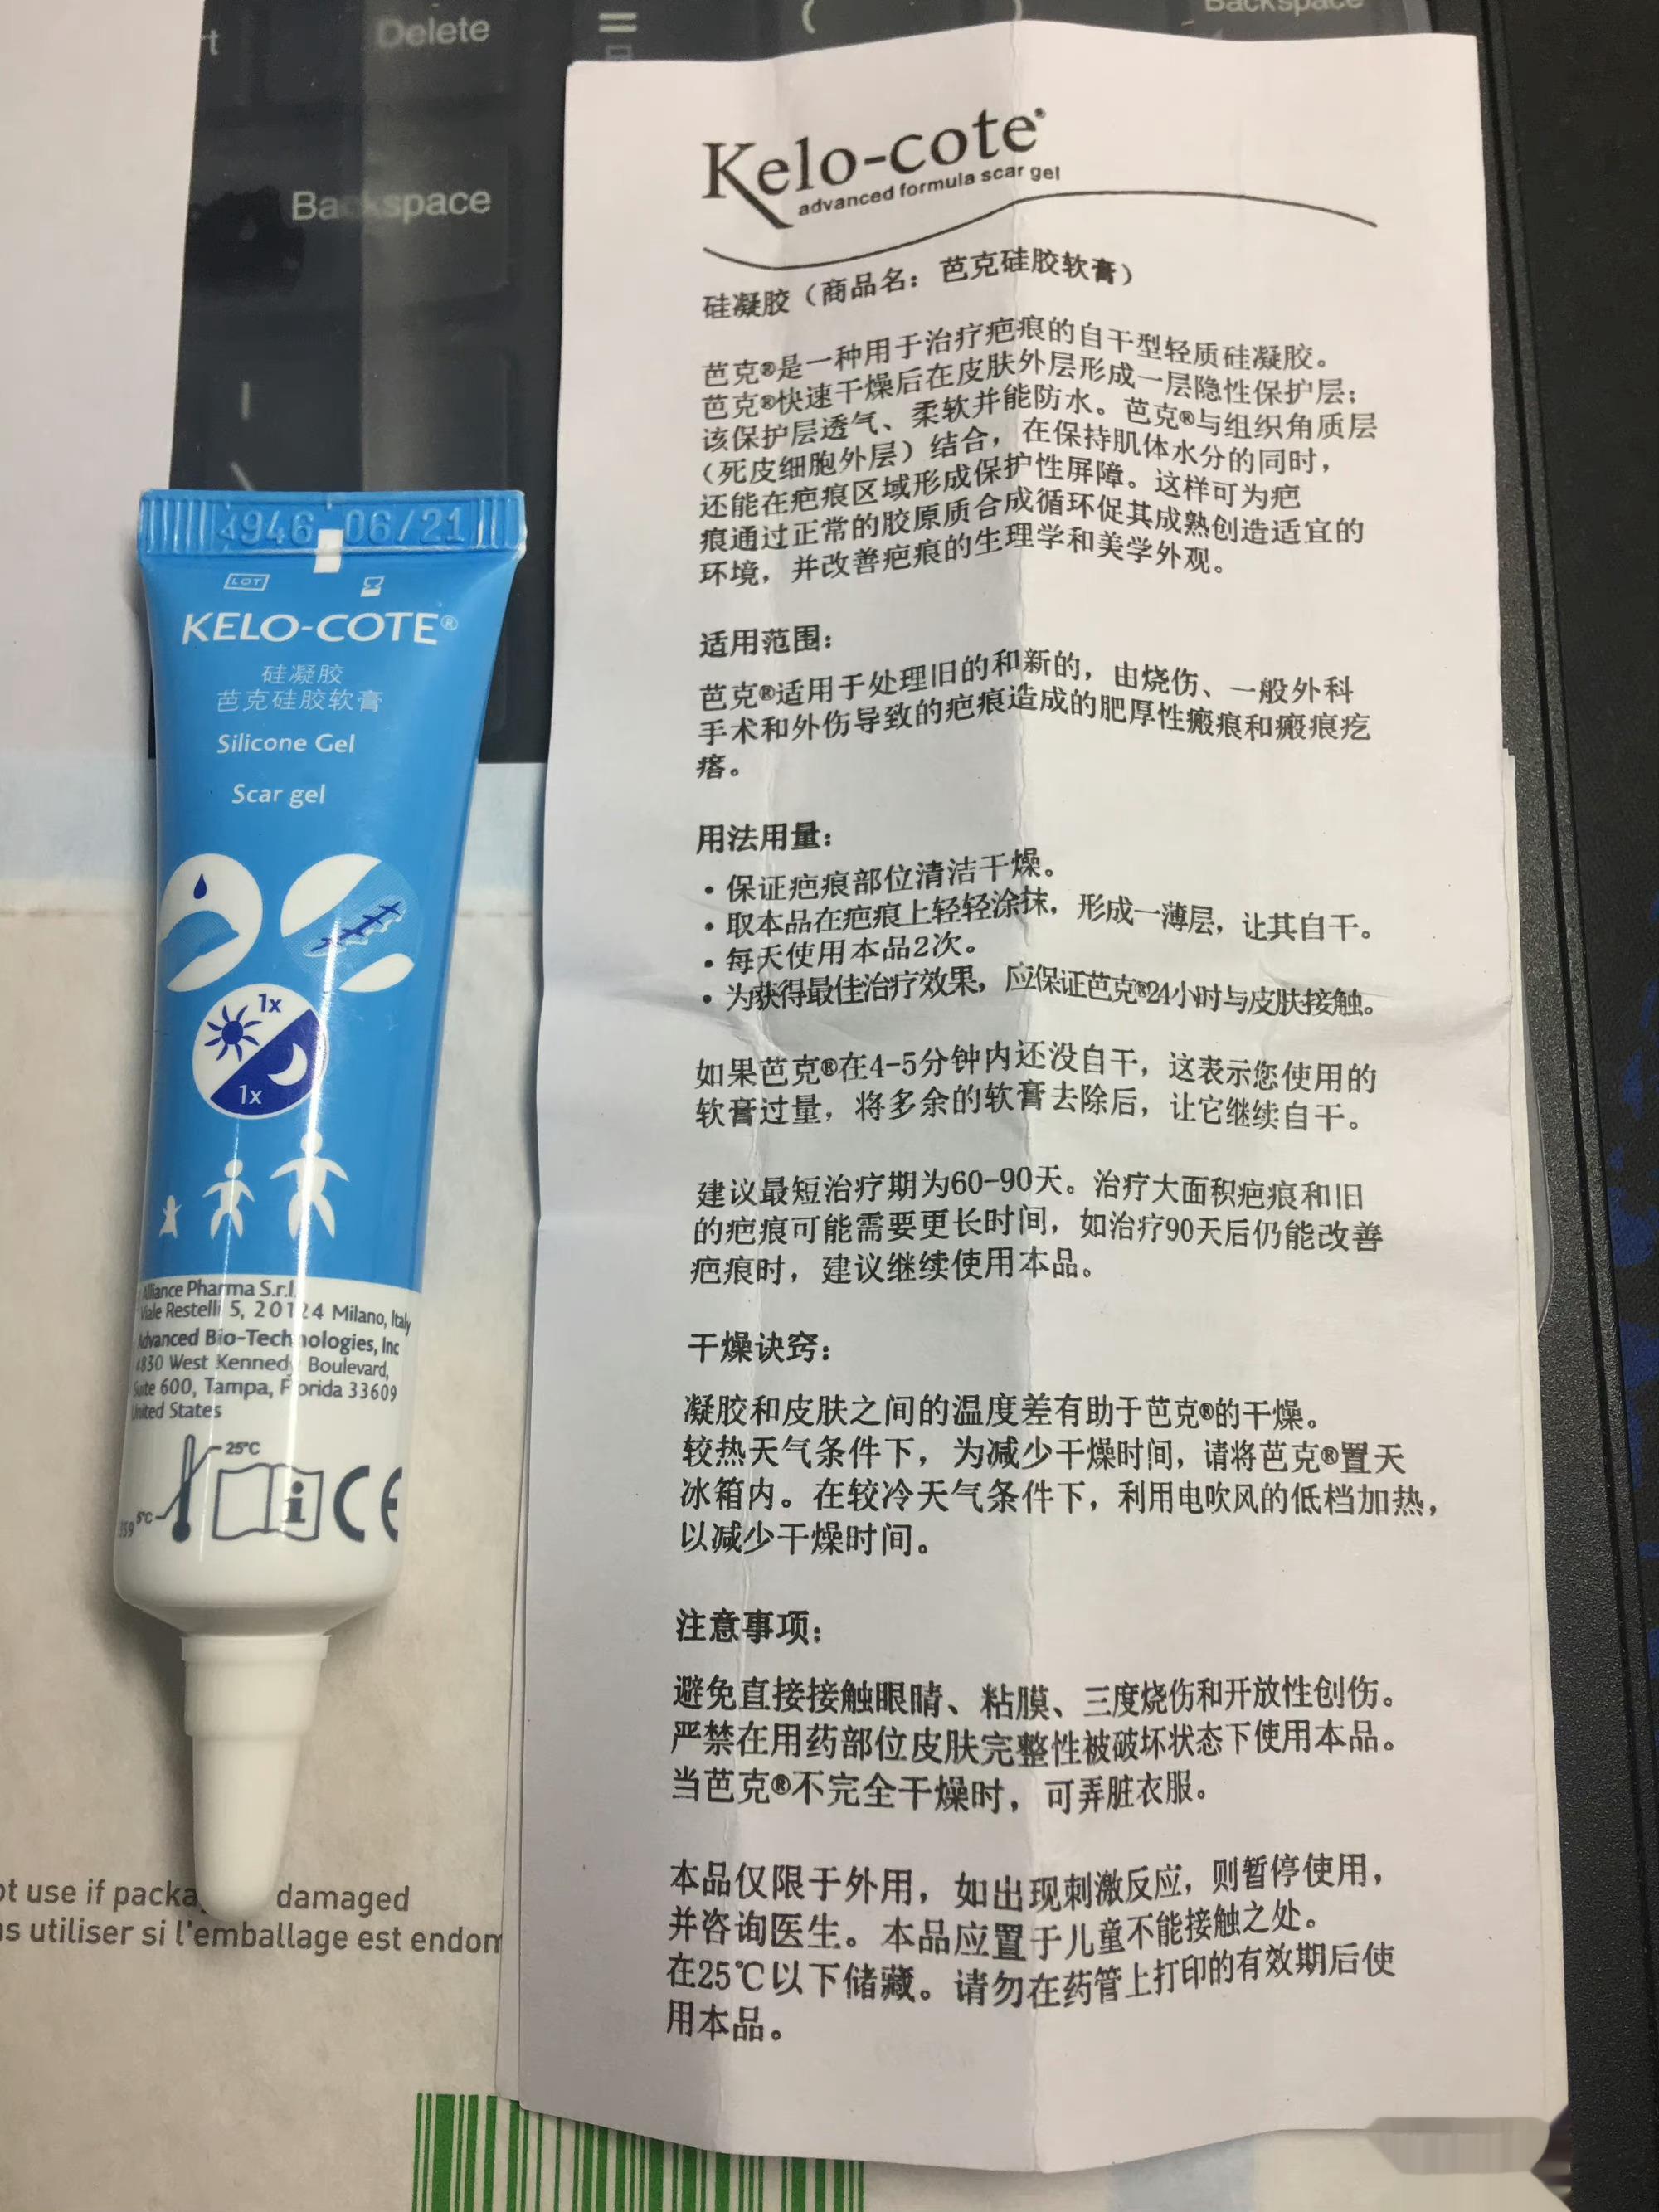 Delete
Backspace
Backspace
4946 06/21
LOT
KELO-COTE®
硅凝胶
芭克硅胶软膏
Silicone Gel
Scar gel
1x
1x
Alliance Pharma S.r.l.
Viale Restelli 5, 20124 Milano, Italy
Advanced Bio-Technologies, Inc
4830 West Kennedy Boulevard,
Suite 600, Tampa, Florida 33609
United States
25°C
5°C
CE
damaged
utiliser si l'emballage est
Kelo-cote®
advanced formula scar gel
硅凝胶（商品名：芭克硅胶软膏）
芭克®是一种用于治疗疤痕的自干型轻质硅凝胶。
芭克®快速干燥后在皮肤外层形成一层隐性保护层；
该保护层透气、柔软并能防水。芭克®与组织角质层
（死皮细胞外层）结合，在保持肌体水分的同时，
还能在疤痕区域形成保护性屏障。这样可为疤
痕通过正常的胶原质合成循环促其成熟创造适宜的
环境，并改善疤痕的生理学和美学外观。
适用范围：
芭克®适用于处理旧的和新的，由烧伤、一般外科
手术和外伤导致的疤痕造成的肥厚性瘢痕和瘢痕疙
瘩。
用法用量：
·保证疤痕部位清洁干燥。
·取本品在疤痕上轻轻涂抹，形成一薄层，让其自干。
·每天使用本品2次。
·为获得最佳治疗效果，应保证芭克®24小时与皮肤接触。
如果芭克®在4-5分钟内还没自干，这表示您使用的
软膏过量，将多余的软膏去除后，让它继续自干。
建议最短治疗期为60-90天。治疗大面积疤痕和旧
的疤痕可能需要更长时间，如治疗90天后仍能改善
疤痕时，建议继续使用本品。
干燥诀窍：
凝胶和皮肤之间的温度差有助于芭克®的干燥。
较热天气条件下，为减少干燥时间，请将芭克®置天
冰箱内。在较冷天气条件下，利用电吹风的低档加热，
以减少干燥时间。
注意事项：
避免直接接触眼睛、粘膜、三度烧伤和开放性创伤。
严禁在用药部位皮肤完整性被破坏状态下使用本品。
当芭克®不完全干燥时，可弄脏衣服。
本品仅限于外用，如出现刺激反应，则暂停使用，
并咨询医生。本品应置于儿童不能接触之处。
在25℃以下储藏。请勿在药管上打印的有效期后使
用本品。